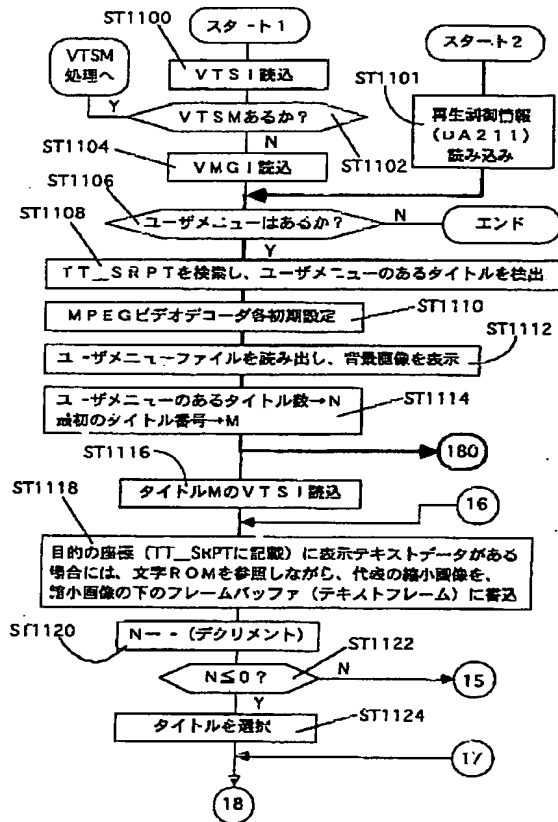 ST1100
スタート1
VTSM
処理へ
VTSI読込
スタート2
Y
VTSMあるか?
ST1101
再生制御情報
(DA211)
読み込み
N
ST1102
ST1104
VMGI読込
ST1106
ユーザメニューはあるか?
N
エンド
ST1108
Y
TT_SRPTを検索し、ユーザメニューのあるタイトルを検出
ST1110
MPEGビデオデコーダ各初期設定
ST1112
ユーザメニューファイルを読み出し、背景画像を表示
ユーザメニューのあるタイトル数→N
最初のタイトル番号→M
ST1114
180
ST1116
タイトルMのVTSI読込
16
ST1118
目的の座標(TT_SRPTに記載)に表示テキストデータがある
場合には、文字ROMを参照しながら、代表の縮小画像を、
縮小画像の下のフレームバッファ(テキストフレーム)に書込
N--(デクリメント)
ST1120
ST1122
N≦0?
N
15
Y
ST1124
タイトルを選択
17
18